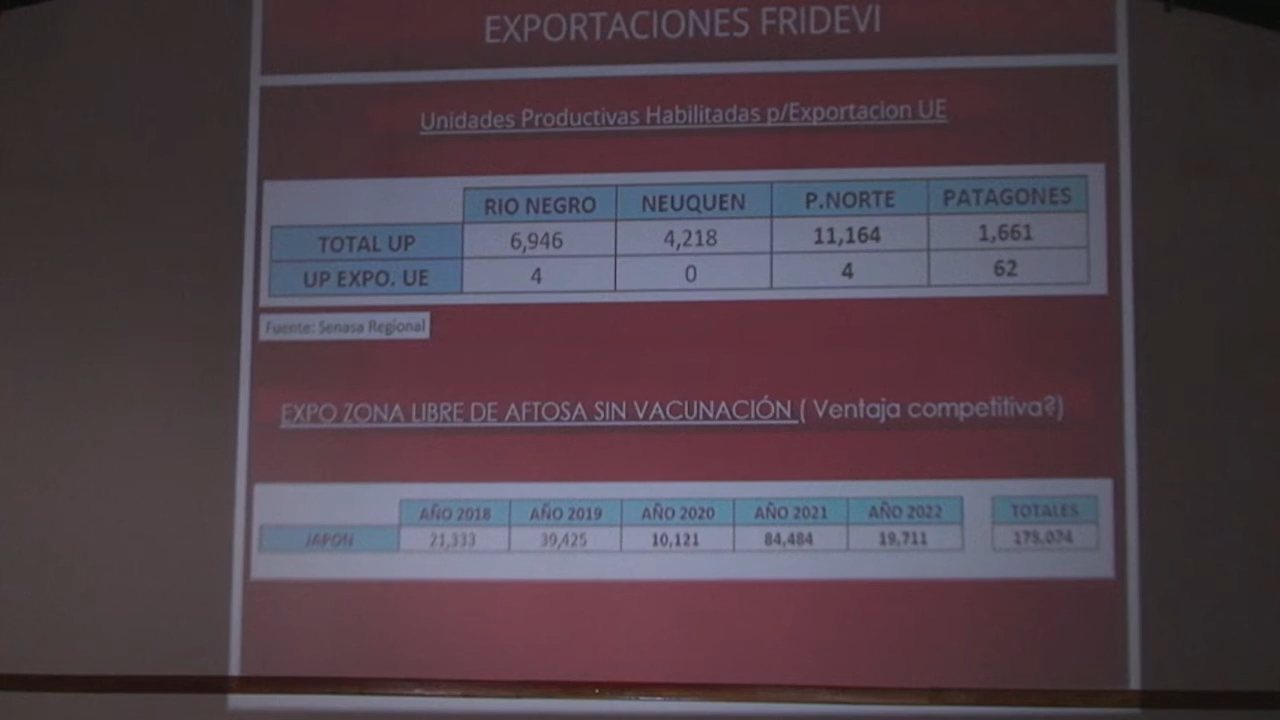 EXPORTACIONES FRIDEVI
Unidades Productivas Habilitadas p/Exportacion UE
RIO NEGRO NEUQUEN P.NORTE PATAGONES
TOTAL UP 6,946 4,218 11,164 1,661
UP EXPO. UE 4 0 4 62
Fuente: Senasa Regional
EXPO ZONA LIBRE DE AFTOSA SIN VACUNACIÓN ( Ventaja competitiva?)
AÑO 2018 AÑO 2019 AÑO 2020 AÑO 2021 AÑO 2022 TOTALES
JAPON 21,333 39,425 10,121 84,484 19,711